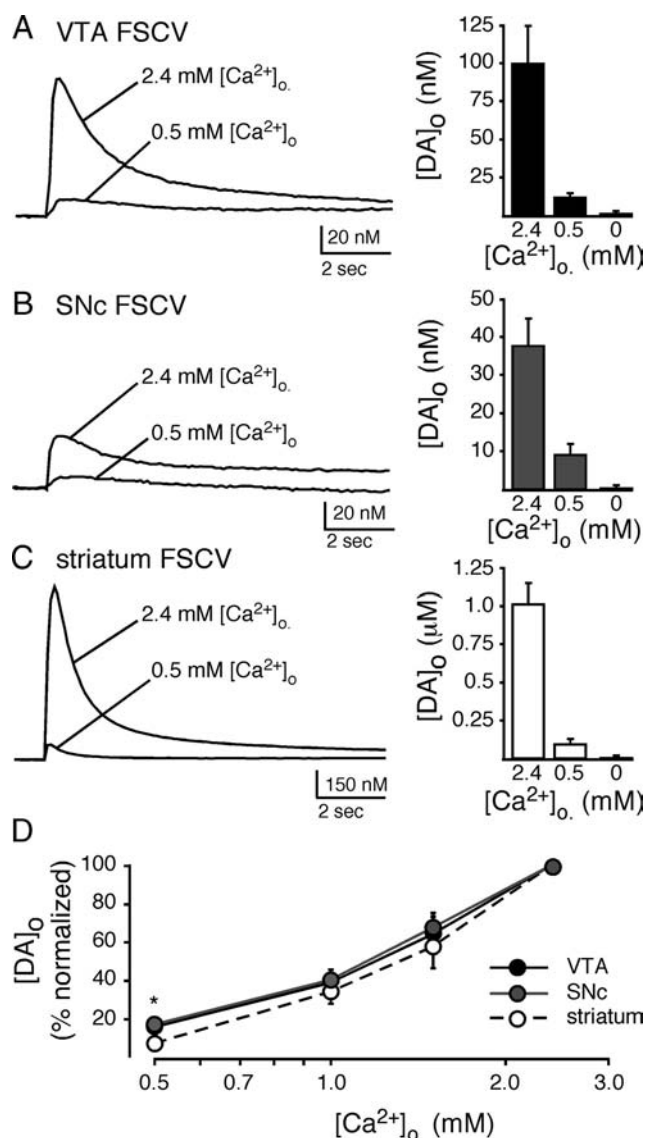 A VTA FSCV
2.4 mM [Ca²⁺]o.
0.5 mM [Ca²⁺]o
20 nM
2 sec
[DA]o (nM)
125
100
75
50
25
2.4 0.5 0
[Ca²⁺]o. (mM)
B SNc FSCV
2.4 mM [Ca²⁺]o.
0.5 mM [Ca²⁺]o
20 nM
2 sec
[DA]o (nM)
50
40
30
20
10
2.4 0.5 0
[Ca²⁺]o (mM)
C striatum FSCV
2.4 mM [Ca²⁺]o.
0.5 mM [Ca²⁺]o
150 nM
2 sec
[DA]o (μM)
1.25
1.0
0.75
0.5
0.25
2.4 0.5 0
[Ca²⁺]o. (mM)
D
[DA]o
(% normalized)
100
80
60
40
20
*
VTA
SNc
striatum
0.5 0.7 1.0 2.0 3.0
[Ca²⁺]o (mM)